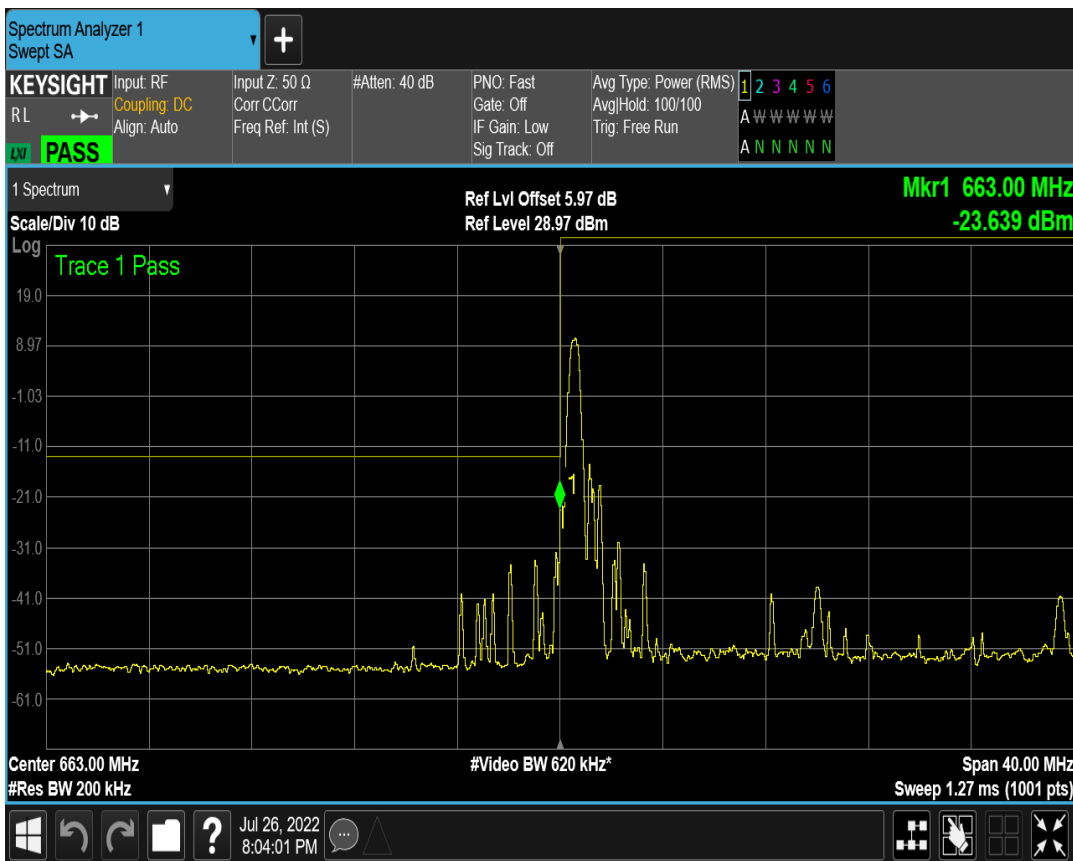 Spectrum Analyzer 1
Swept SA
+
KEYSIGHT
RL
LXI
PASS
Input: RF
Coupling: DC
Align: Auto
Input Z: 50 Ω
Corr CCorr
Freq Ref: Int (S)
#Atten: 40 dB
PNO: Fast
Gate: Off
IF Gain: Low
Sig Track: Off
Avg Type: Power (RMS)
Avg|Hold: 100/100
Trig: Free Run
1 2 3 4 5 6
A W W W W W
A N N N N N
1 Spectrum
Scale/Div 10 dB
Ref Lvl Offset 5.97 dB
Ref Level 28.97 dBm
Mkr1 663.00 MHz
-23.639 dBm
Log
Trace 1 Pass
19.0
8.97
-1.03
-11.0
-21.0
-31.0
-41.0
-51.0
-61.0
1
Center 663.00 MHz
#Res BW 200 kHz
#Video BW 620 kHz*
Span 40.00 MHz
Sweep 1.27 ms (1001 pts)
?
Jul 26, 2022
8:04:01 PM